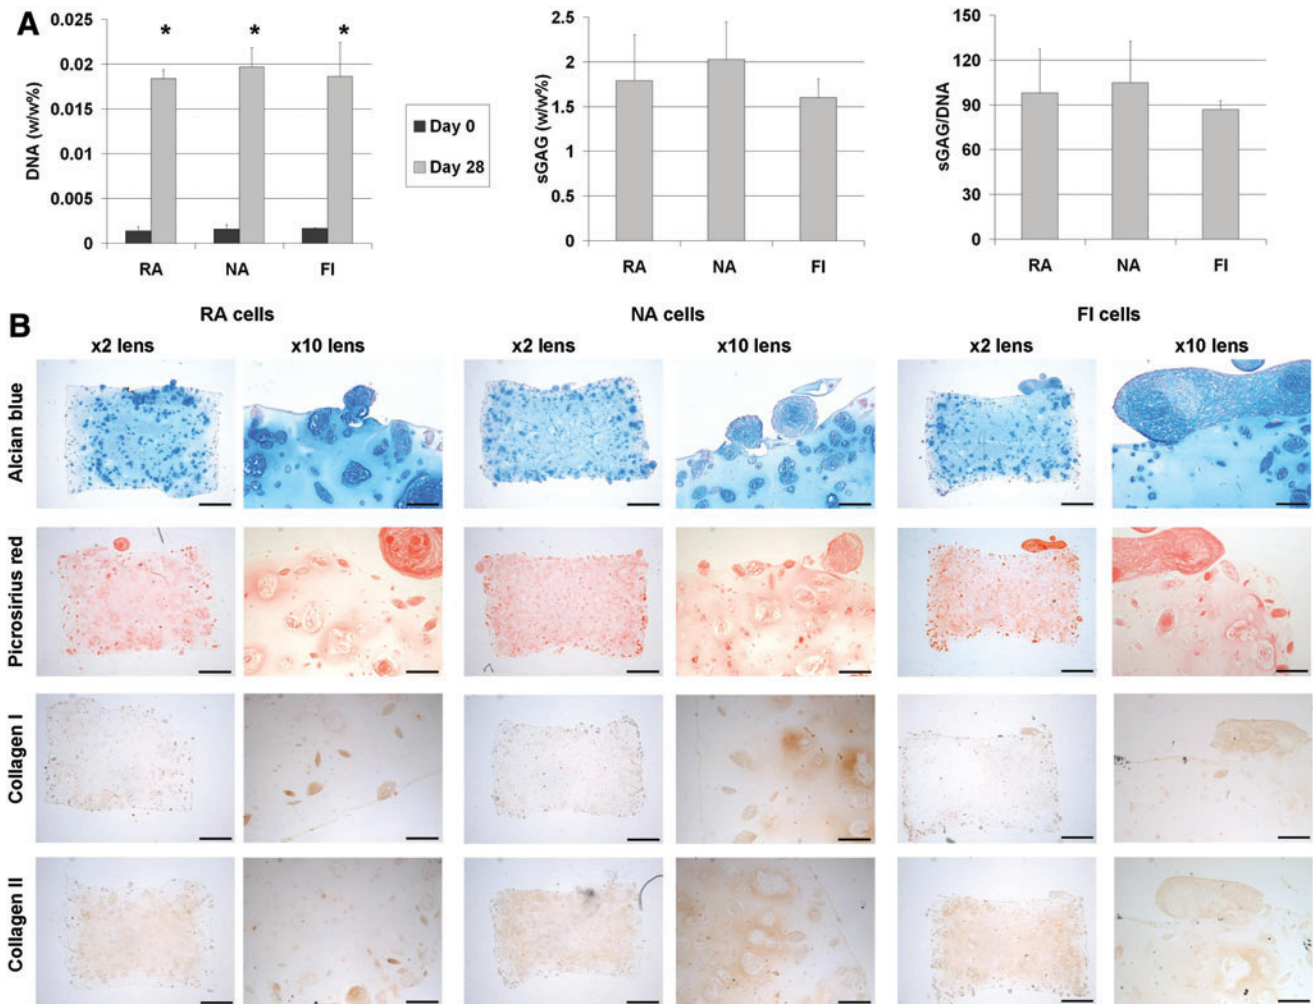 A
DNA (w/w%)
0.025
0.02
0.015
0.01
0.005
0
* * *
RA NA FI
Day 0
Day 28
sGAG (w/w%)
2.5
2
1.5
1
0.5
0
RA NA FI
sGAG/DNA
150
120
90
60
30
0
RA NA FI
B
RA cells NA cells FI cells
x2 lens x10 lens x2 lens x10 lens x2 lens x10 lens
Alcian blue
Picrosirius red
Collagen I
Collagen II